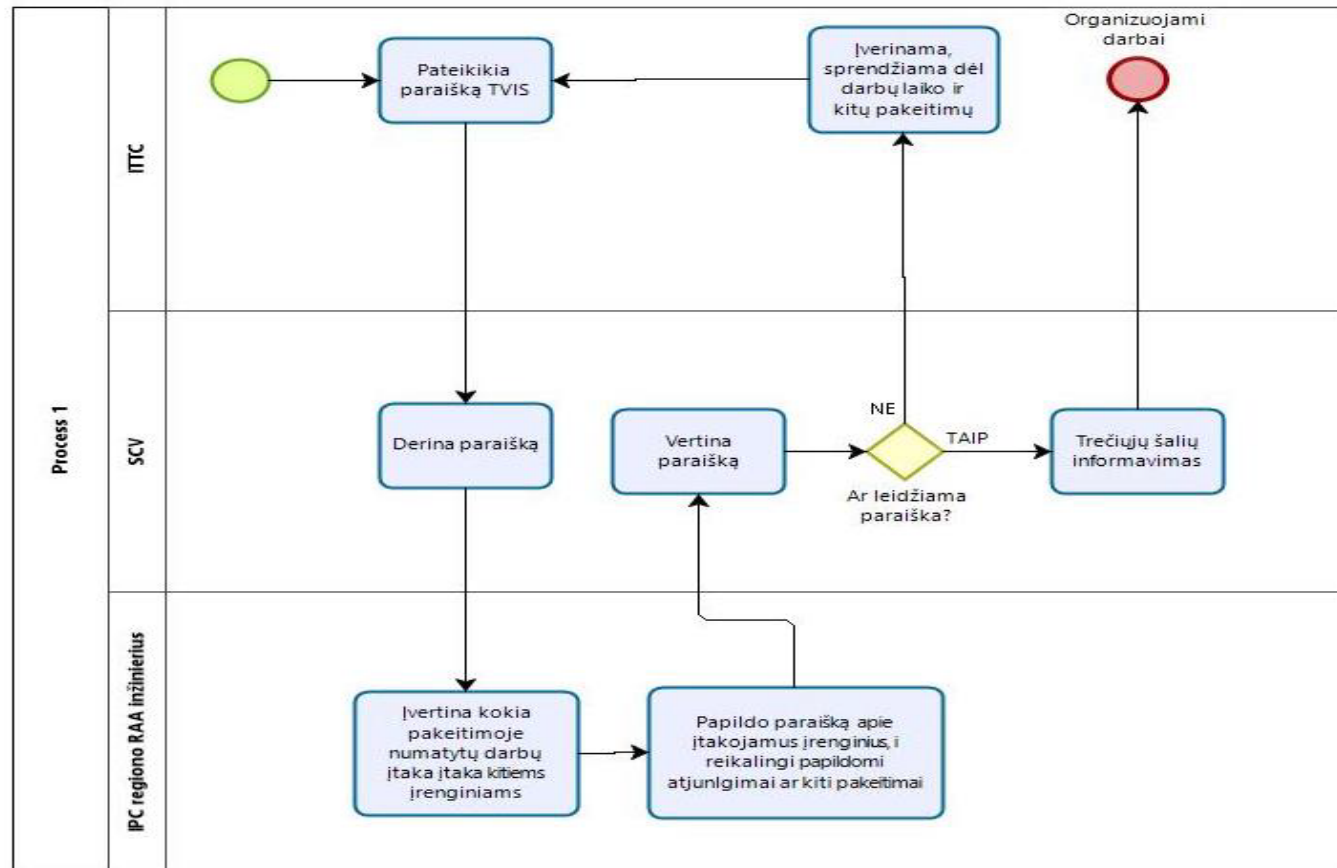 Process 1
ITTC
Pateikikia
paraišką TVIS
Įverinama,
sprendžiama dėl
darbų laiko ir
kitų pakeitimų
Organizuojami
darbai
SCV
Derina paraišką
Vertina
paraišką
NE
TAIP
Ar leidžiama
paraiška?
Trečiųjų šalių
informavimas
IPC regiono RAA inžinierius
Įvertina kokia
pakeitimoje
numatytų darbų
įtaka įtaka kitiems
įrenginiams
Papildo paraišką apie
įtakojamus įrenginius, i
reikalingi papildomi
atjunlgimai ar kiti pakeitimai